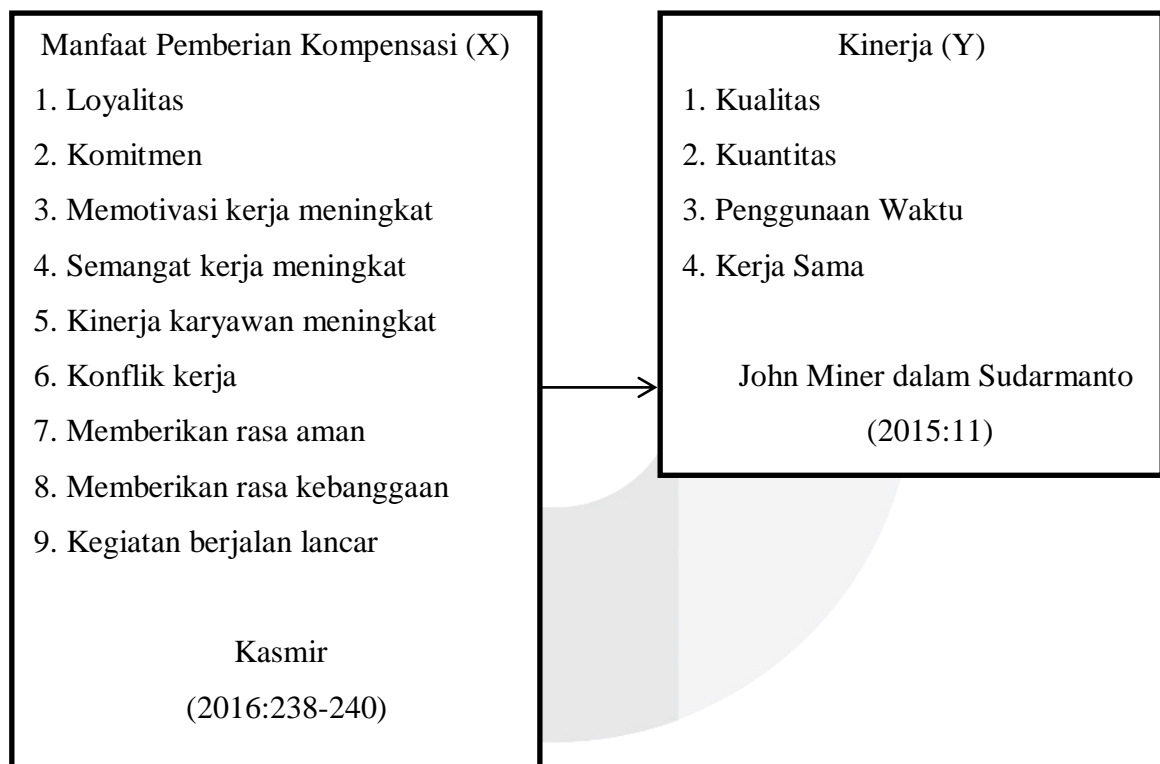 Manfaat Pemberian Kompensasi (X)
1. Loyalitas
2. Komitmen
3. Memotivasi kerja meningkat
4. Semangat kerja meningkat
5. Kinerja karyawan meningkat
6. Konflik kerja
7. Memberikan rasa aman
8. Memberikan rasa kebanggaan
9. Kegiatan berjalan lancar
Kasmir
(2016:238-240)
Kinerja (Y)
1. Kualitas
2. Kuantitas
3. Penggunaan Waktu
4. Kerja Sama
John Miner dalam Sudarmanto
(2015:11)